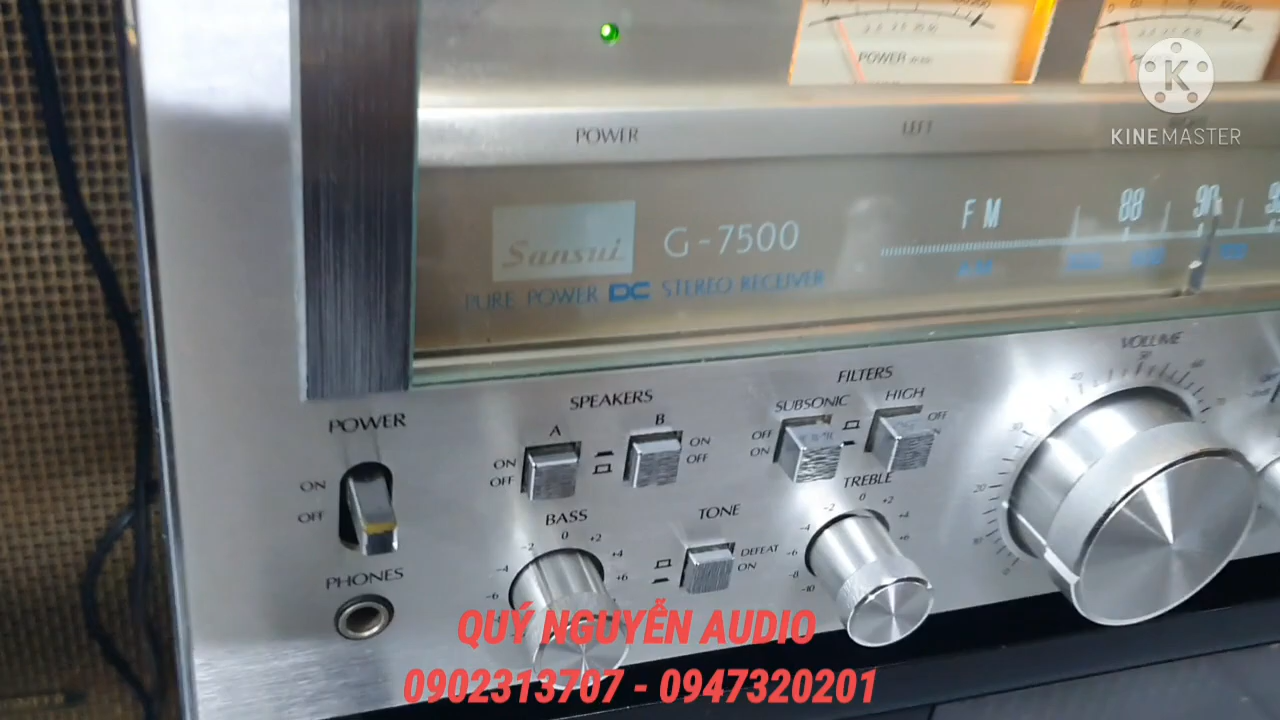 POWER
POWER
LEFT
KINEMASTER
FM
88
90
Sansui
G-7500
PURE POWER DC STEREO RECEIVER
VOLUME
FILTERS
SPEAKERS
SUBSONIC
HIGH
POWER
A
B
ON
OFF
ON
OFF
OFF
ON
OFF
ON
OFF
TREBLE
BASS
TONE
DEFEAT
ON
PHONES
QUÝ NGUYỄN AUDIO
0902313707 - 0947320201